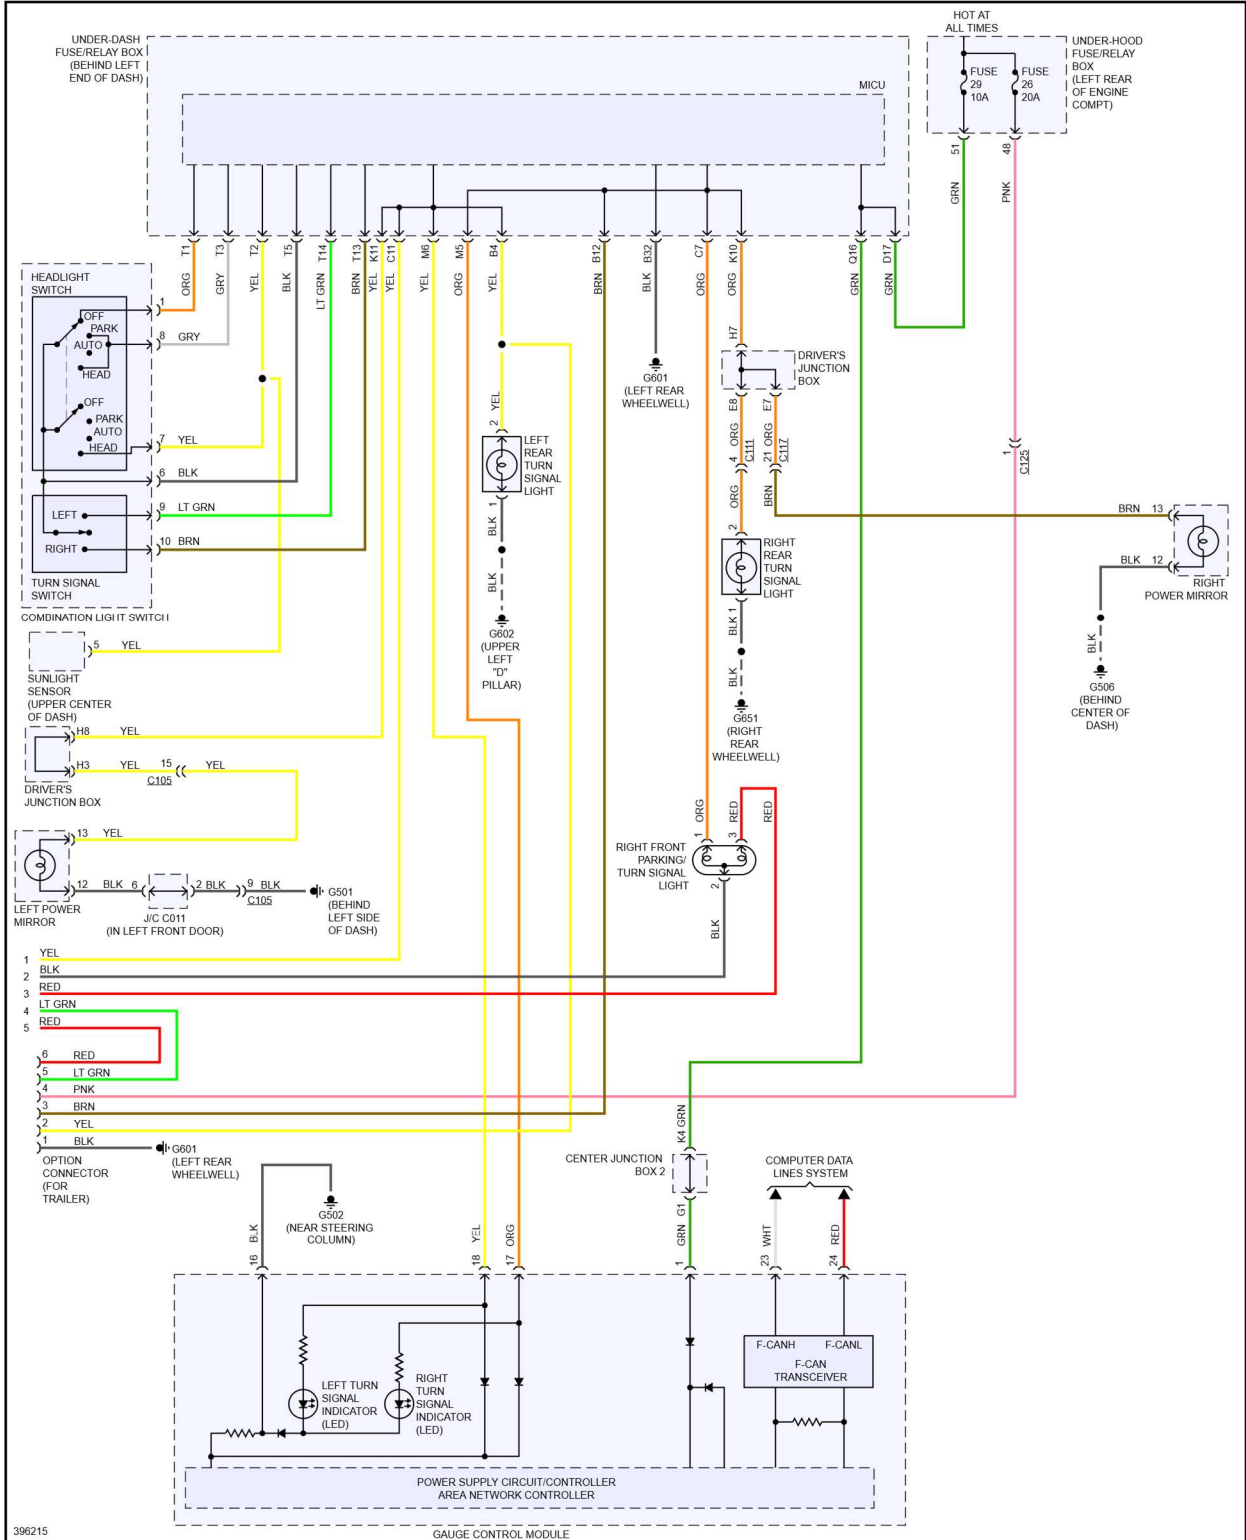 HOT AT
ALL TIMES
UNDER-DASH
FUSE/RELAY BOX
(BEHIND LEFT
END OF DASH)
MICU
UNDER-HOOD
FUSE/RELAY
BOX
(LEFT REAR
OF ENGINE
COMPT)
FUSE
29
10A
FUSE
26
20A
51
48
GRN
PNK
T1
T3
T2
T5
T14
T13
K11
C11
M6
M5
B4
B12
B32
C7
K10
Q16
D17
ORG
GRY
YEL
BLK
LT GRN
BRN
YEL
YEL
YEL
ORG
YEL
BRN
BLK
ORG
ORG
GRN
GRN
HEADLIGHT
SWITCH
OFF
PARK
AUTO
HEAD
OFF
PARK
AUTO
HEAD
LEFT
RIGHT
TURN SIGNAL
SWITCH
COMBINATION LIGHT SWITCH
1
8 GRY
7 YEL
6 BLK
9 LT GRN
10 BRN
YEL
2
LEFT
REAR
TURN
SIGNAL
LIGHT
1
BLK
BLK
G602
(UPPER
LEFT
"D"
PILLAR)
G601
(LEFT REAR
WHEELWELL)
H7
DRIVER'S
JUNCTION
BOX
E8
E7
ORG
ORG
4
C111
21
C117
ORG
BRN
2
RIGHT
REAR
TURN
SIGNAL
LIGHT
BLK 1
BLK
G651
(RIGHT
REAR
WHEELWELL)
1
C125
BRN 13
BLK 12
RIGHT
POWER MIRROR
BLK
G506
(BEHIND
CENTER OF
DASH)
5 YEL
SUNLIGHT
SENSOR
(UPPER CENTER
OF DASH)
H8 YEL
H3 YEL 15 YEL
C105
DRIVER'S
JUNCTION BOX
13 YEL
12 BLK 6 2 BLK 9 BLK
C105
LEFT POWER
MIRROR
J/C C011
(IN LEFT FRONT DOOR)
G501
(BEHIND
LEFT SIDE
OF DASH)
ORG
RED
RED
1
3
RIGHT FRONT
PARKING/
TURN SIGNAL
LIGHT
2
BLK
1 YEL
2 BLK
3 RED
4 LT GRN
5 RED
6 RED
5 LT GRN
4 PNK
3 BRN
2 YEL
1 BLK
OPTION
CONNECTOR
(FOR
TRAILER)
G601
(LEFT REAR
WHEELWELL)
G502
(NEAR STEERING
COLUMN)
K4 GRN
CENTER JUNCTION
BOX 2
G1
COMPUTER DATA
LINES SYSTEM
BLK
YEL
ORG
GRN
WHT
RED
16
18
17
1
23
24
F-CANH F-CANL
F-CAN
TRANSCEIVER
LEFT TURN
SIGNAL
INDICATOR
(LED)
RIGHT
TURN
SIGNAL
INDICATOR
(LED)
POWER SUPPLY CIRCUIT/CONTROLLER
AREA NETWORK CONTROLLER
GAUGE CONTROL MODULE
396215